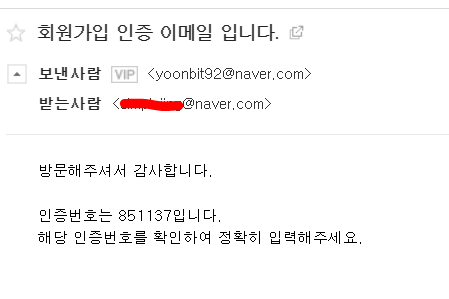 회원가입 인증 이메일 입니다.
보낸사람 VIP <yoonbit92@naver.com>
받는사람 < @naver.com>
방문해주셔서 감사합니다.
인증번호는 851137입니다.
해당 인증번호를 확인하여 정확히 입력해주세요.